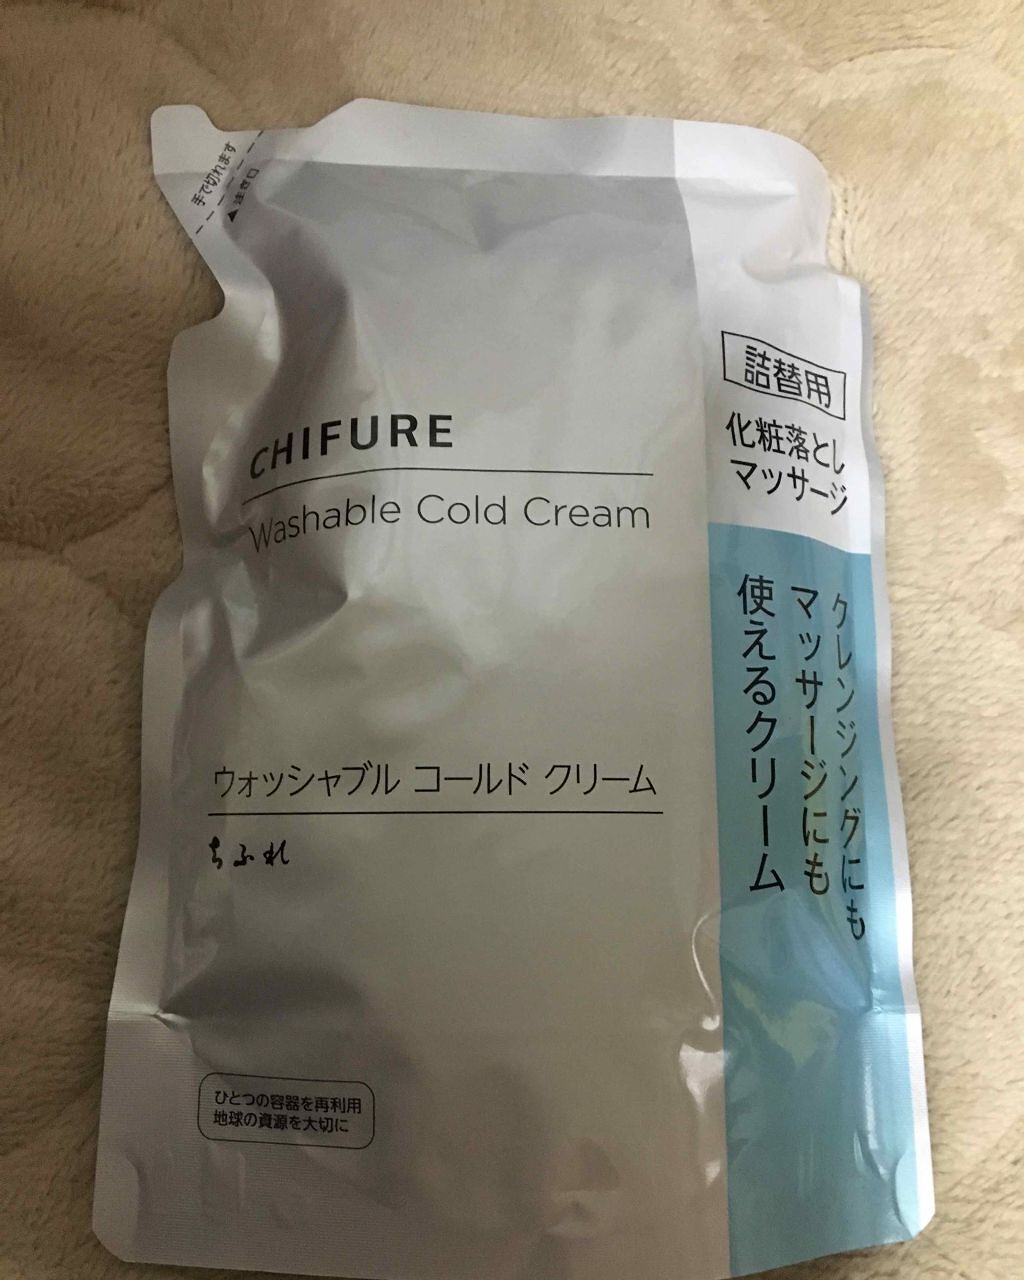 手で切れます
▲注ぎ口
CHIFURE
Washable Cold Cream
詰替用
化粧落とし
マッサージ
クレンジングにも
マッサージにも
使えるクリーム
ウォッシャブル コールド クリーム
ちふれ
ひとつの容器を再利用
地球の資源を大切に